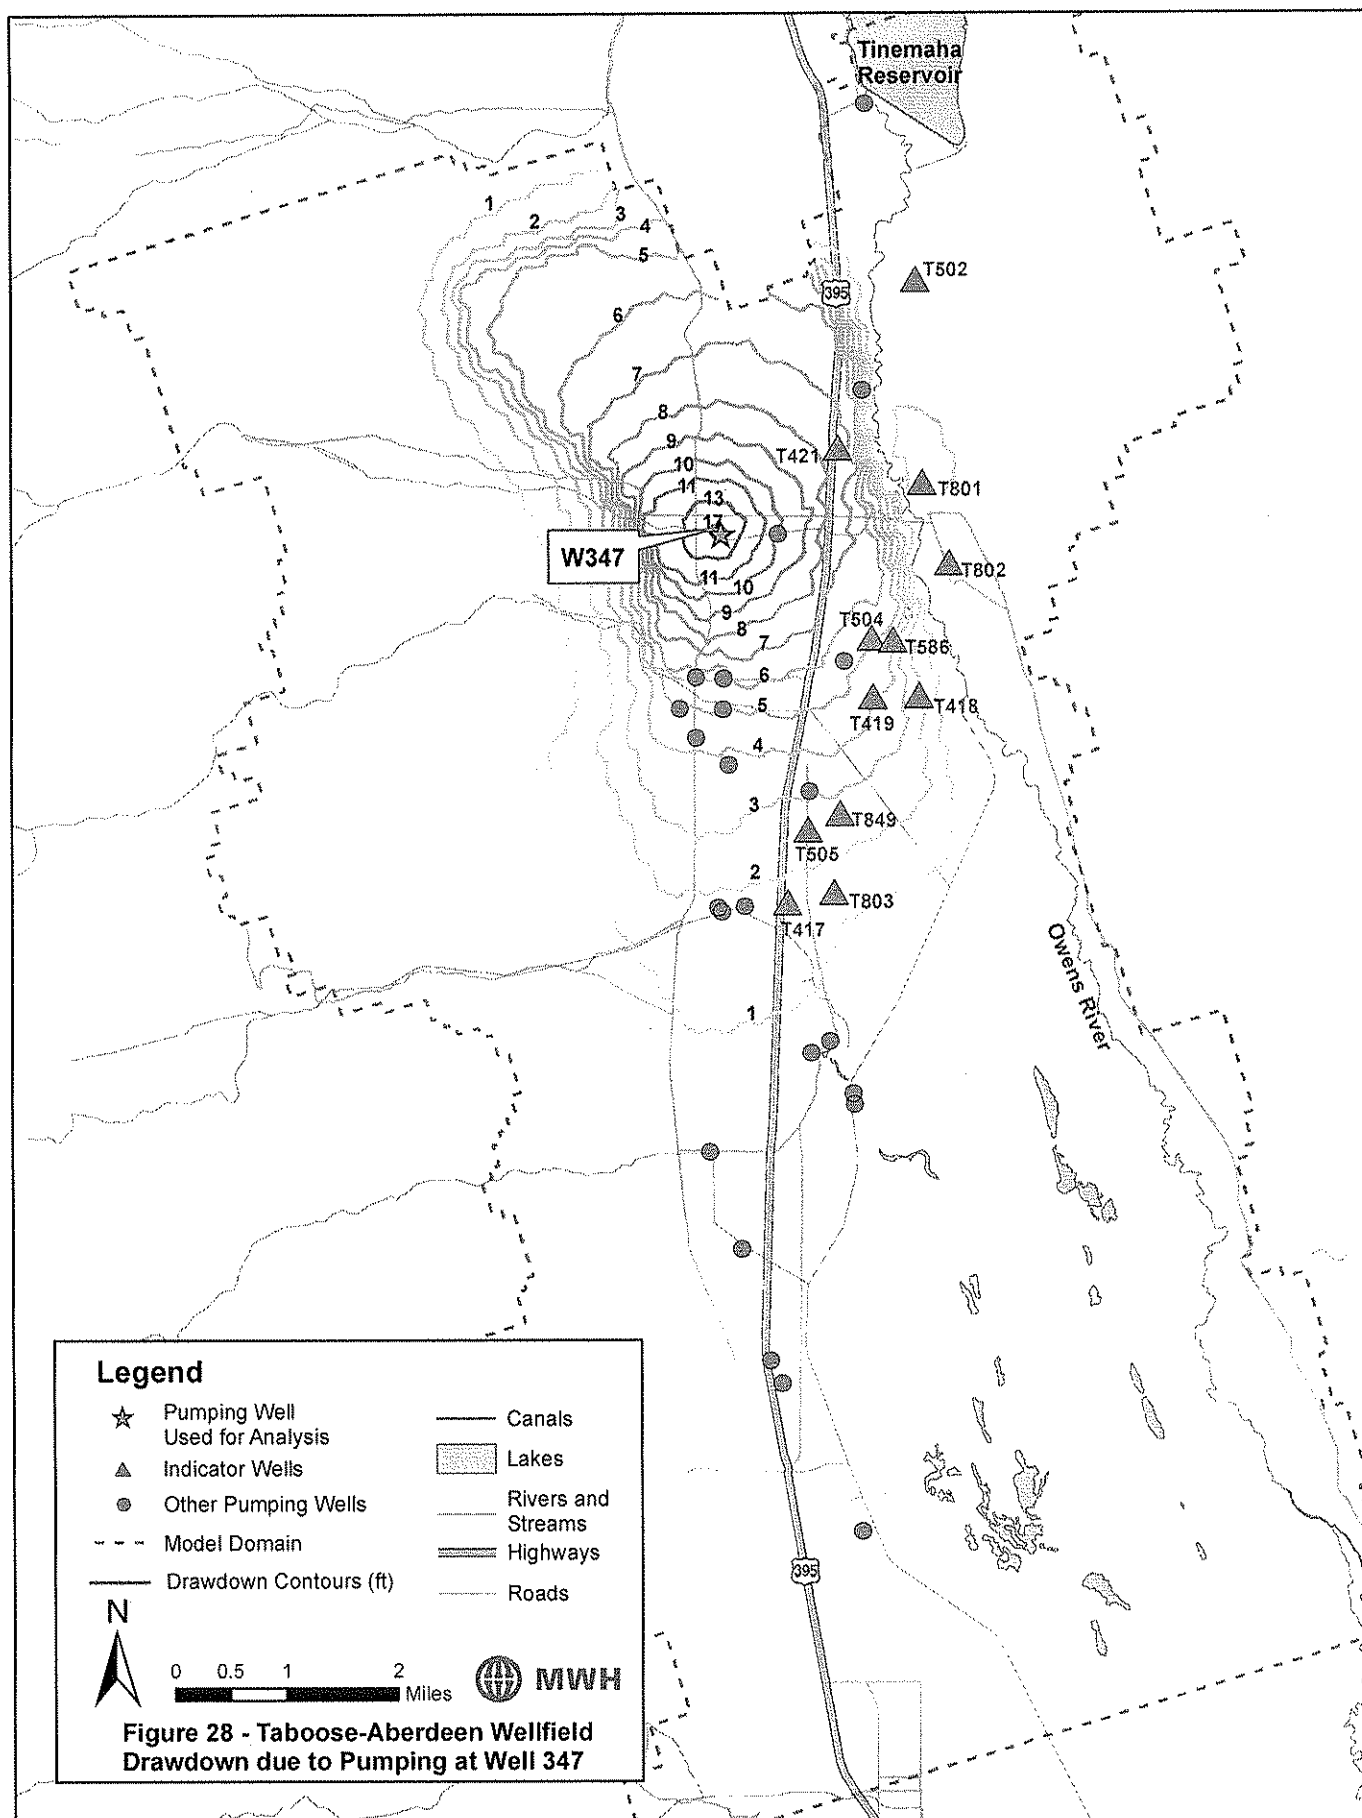 Tinemaha
Reservoir
1
2
3
4
5
T502
395
6
7
8
9
T421
10
11
T801
13
17
W347
T802
11
10
9
T504
8
7
T586
6
5
T419
T418
4
3
T849
T505
2
T803
T417
Owens River
1
Legend
Pumping Well
Used for Analysis
Indicator Wells
Other Pumping Wells
Model Domain
Drawdown Contours (ft)
Canals
Lakes
Rivers and
Streams
Highways
Roads
395
N
0 0.5 1 2
Miles
MWH
Figure 28 - Taboose-Aberdeen Wellfield
Drawdown due to Pumping at Well 347